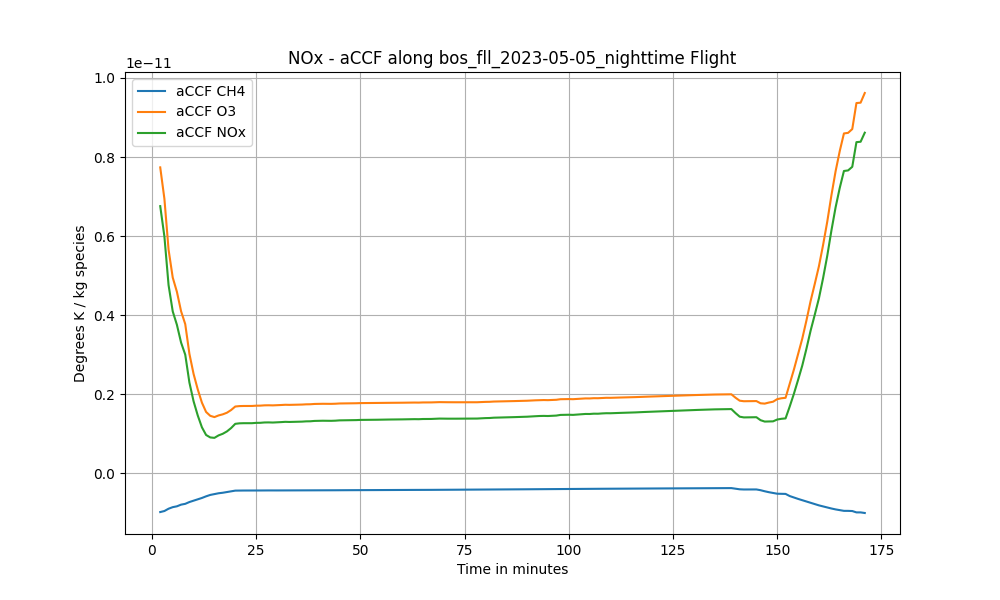 NOx - aCCF along bos_fll_2023-05-05_nighttime Flight
1e−11
aCCF CH4
aCCF O3
aCCF NOx
1.0
0.8
0.6
0.4
0.2
0.0
Degrees K / kg species
0 25 50 75 100 125 150 175
Time in minutes